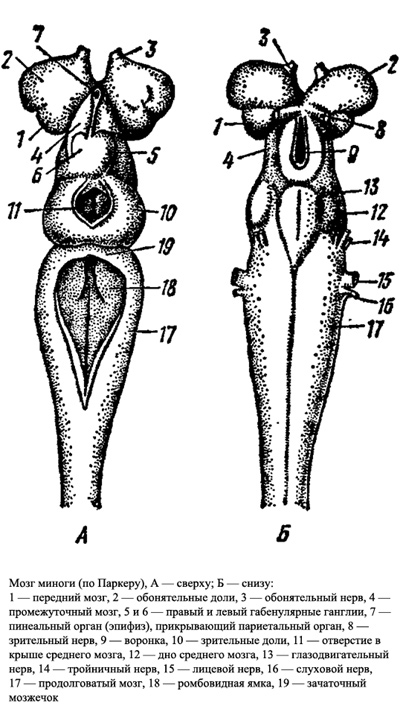 7
3
2
1
4
5
6
11
10
19
18
17
А
3
2
1
8
4
9
13
12
14
15
16
17
Б
Мозг миноги (по Паркеру), А — сверху; Б — снизу:
1 — передний мозг, 2 — обонятельные доли, 3 — обонятельный нерв, 4 —
промежуточный мозг, 5 и 6 — правый и левый габенулярные ганглии, 7 —
пинеальный орган (эпифиз), прикрывающий париетальный орган, 8 —
зрительный нерв, 9 — воронка, 10 — зрительные доли, 11 — отверстие в
крыше среднего мозга, 12 — дно среднего мозга, 13 — глазодвигательный
нерв, 14 — тройничный нерв, 15 — лицевой нерв, 16 — слуховой нерв,
17 — продолговатый мозг, 18 — ромбовидная ямка, 19 — зачаточный
мозжечок